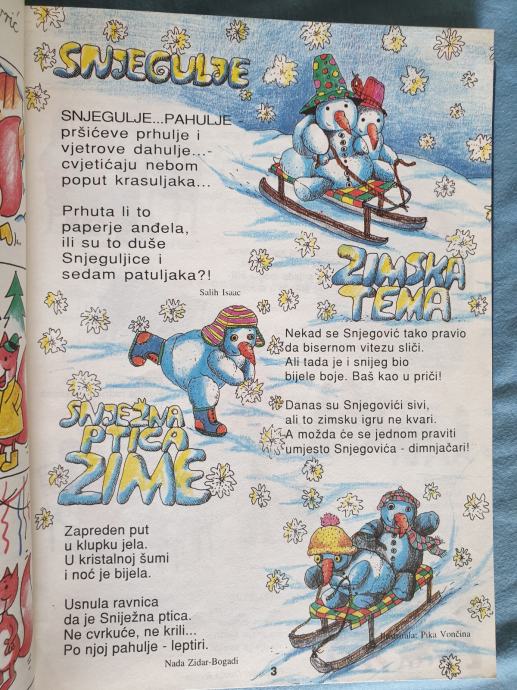 SNJEGULJE
SNJEGULJE...PAHULJE -
pršićeve prhulje i
vjetrove dahulje...-
cvjetićaju nebom
poput krasuljaka...
Prhuta li to
paperje anđela,
ili su to duše
Snjeguljice i
sedam patuljaka?!
Salih Isaac
ZIMSKA
TEMA
Nekad se Snjegović tako pravio
da bisernom vitezu sliči.
Ali tada je i snijeg bio
bijele boje. Baš kao u priči!
Danas su Snjegovići sivi,
ali to zimsku igru ne kvari.
A možda će se jednom praviti
umjesto Snjegovića - dimnjačari!
SNJEŽNA
PTICA
ZIME
Zapreden put
u klupku jela.
U kristalnoj šumi
i noć je bijela.
Usnula ravnica
da je Sniježna ptica.
Ne cvrkuće, ne krili...
Po njoj pahulje - leptiri.
Nada Zidar-Bogadi
Ilustrirala: Pika Vončina
3